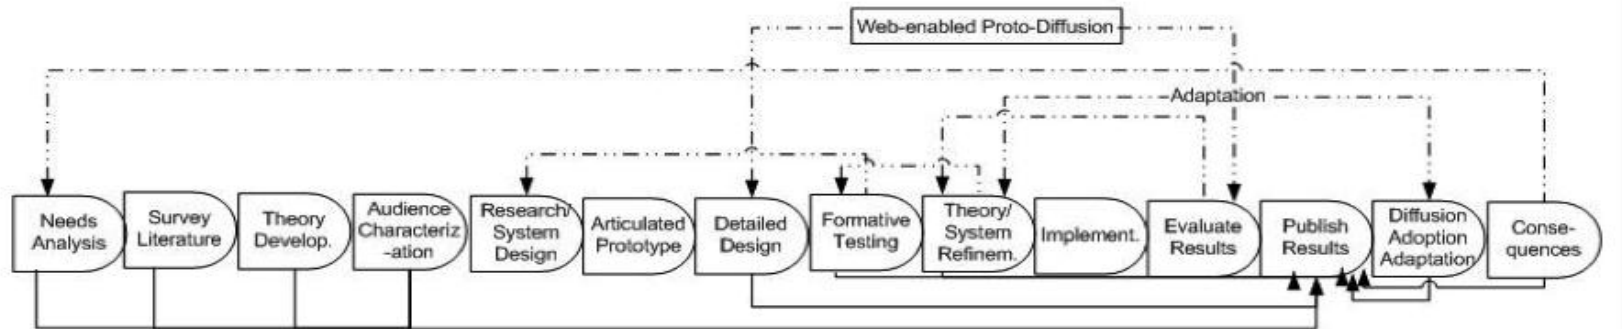 Web-enabled Proto-Diffusion
Adaptation
Needs
Analysis
Survey
Literature
Theory
Develop.
Audience
Characteriz
-ation
Research/
System
Design
Articulated
Prototype
Detailed
Design
Formative
Testing
Theory/
System
Refinem.
Implement.
Evaluate
Results
Publish
Results
Diffusion
Adoption
Adaptation
Conse-
quences